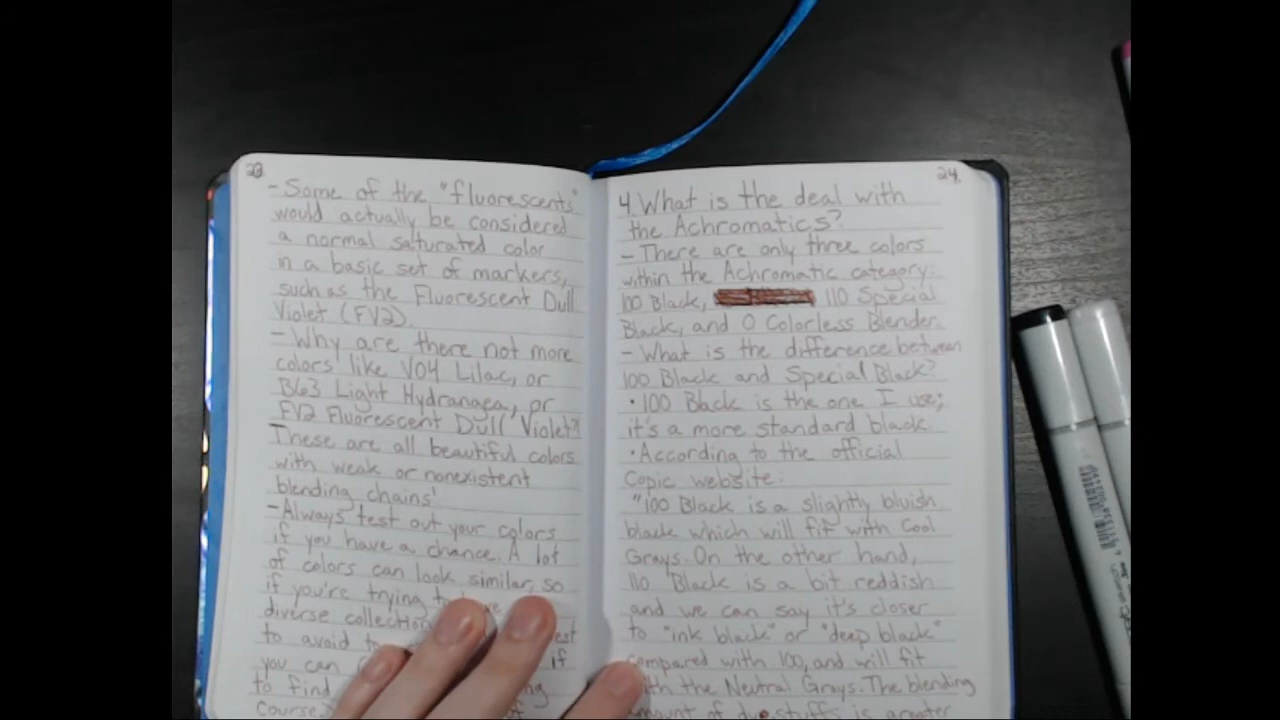 23
- Some of the "fluorescents"
would actually be considered
a normal saturated color
in a basic set of markers,
such as the Fluorescent Dull
Violet (FV2).
- Why are there not more
colors like V04 Lilac, or
B63 Light Hydrangea, or
FV2 Fluorescent Dull Violet?!
These are all beautiful colors
with weak or nonexistent
blending chains!
- Always test out your colors
if you have a chance. A lot
of colors can look similar, so
if you're trying to
diverse collection
to avoid
you can if
to find
course
24
4. What is the deal with
the Achromatics?
- There are only three colors
within the Achromatic category:
100 Black, 110 Special
Black, and 0 Colorless Blender.
- What is the difference between
100 Black and Special Black?
• 100 Black is the one I use;
it's a more standard black.
• According to the official
Copic website:
"100 Black is a slightly bluish
black which will fit with Cool
Grays. On the other hand,
110 Black is a bit reddish
and we can say it's closer
to "ink black" or "deep black"
compared with 100, and will fit
with the Neutral Grays. The blending
amount of dye stuffs is greater